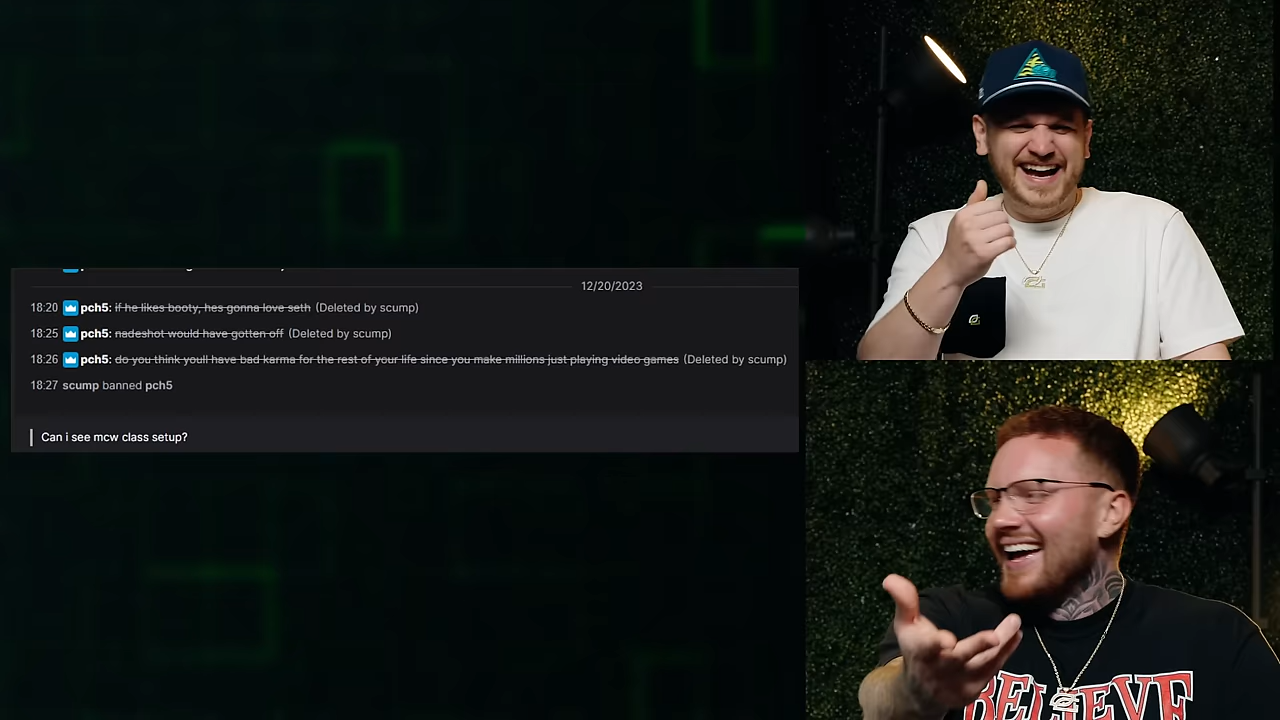 12/20/2023
18:20 pch5: if he likes booty, hes gonna love seth (Deleted by scump)
18:25 pch5: nadeshot would have gotten off (Deleted by scump)
18:26 pch5: do you think youll have bad karma for the rest of your life since you make millions just playing video games (Deleted by scump)
18:27 scump banned pch5
Can i see mcw class setup?
BELIEVE